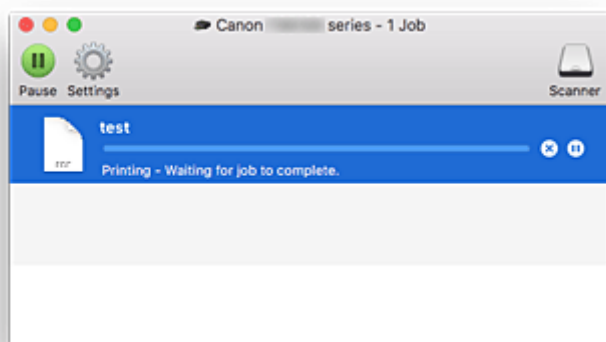 Canon series - 1 Job
Pause Settings Scanner
test
Printing - Waiting for job to complete.